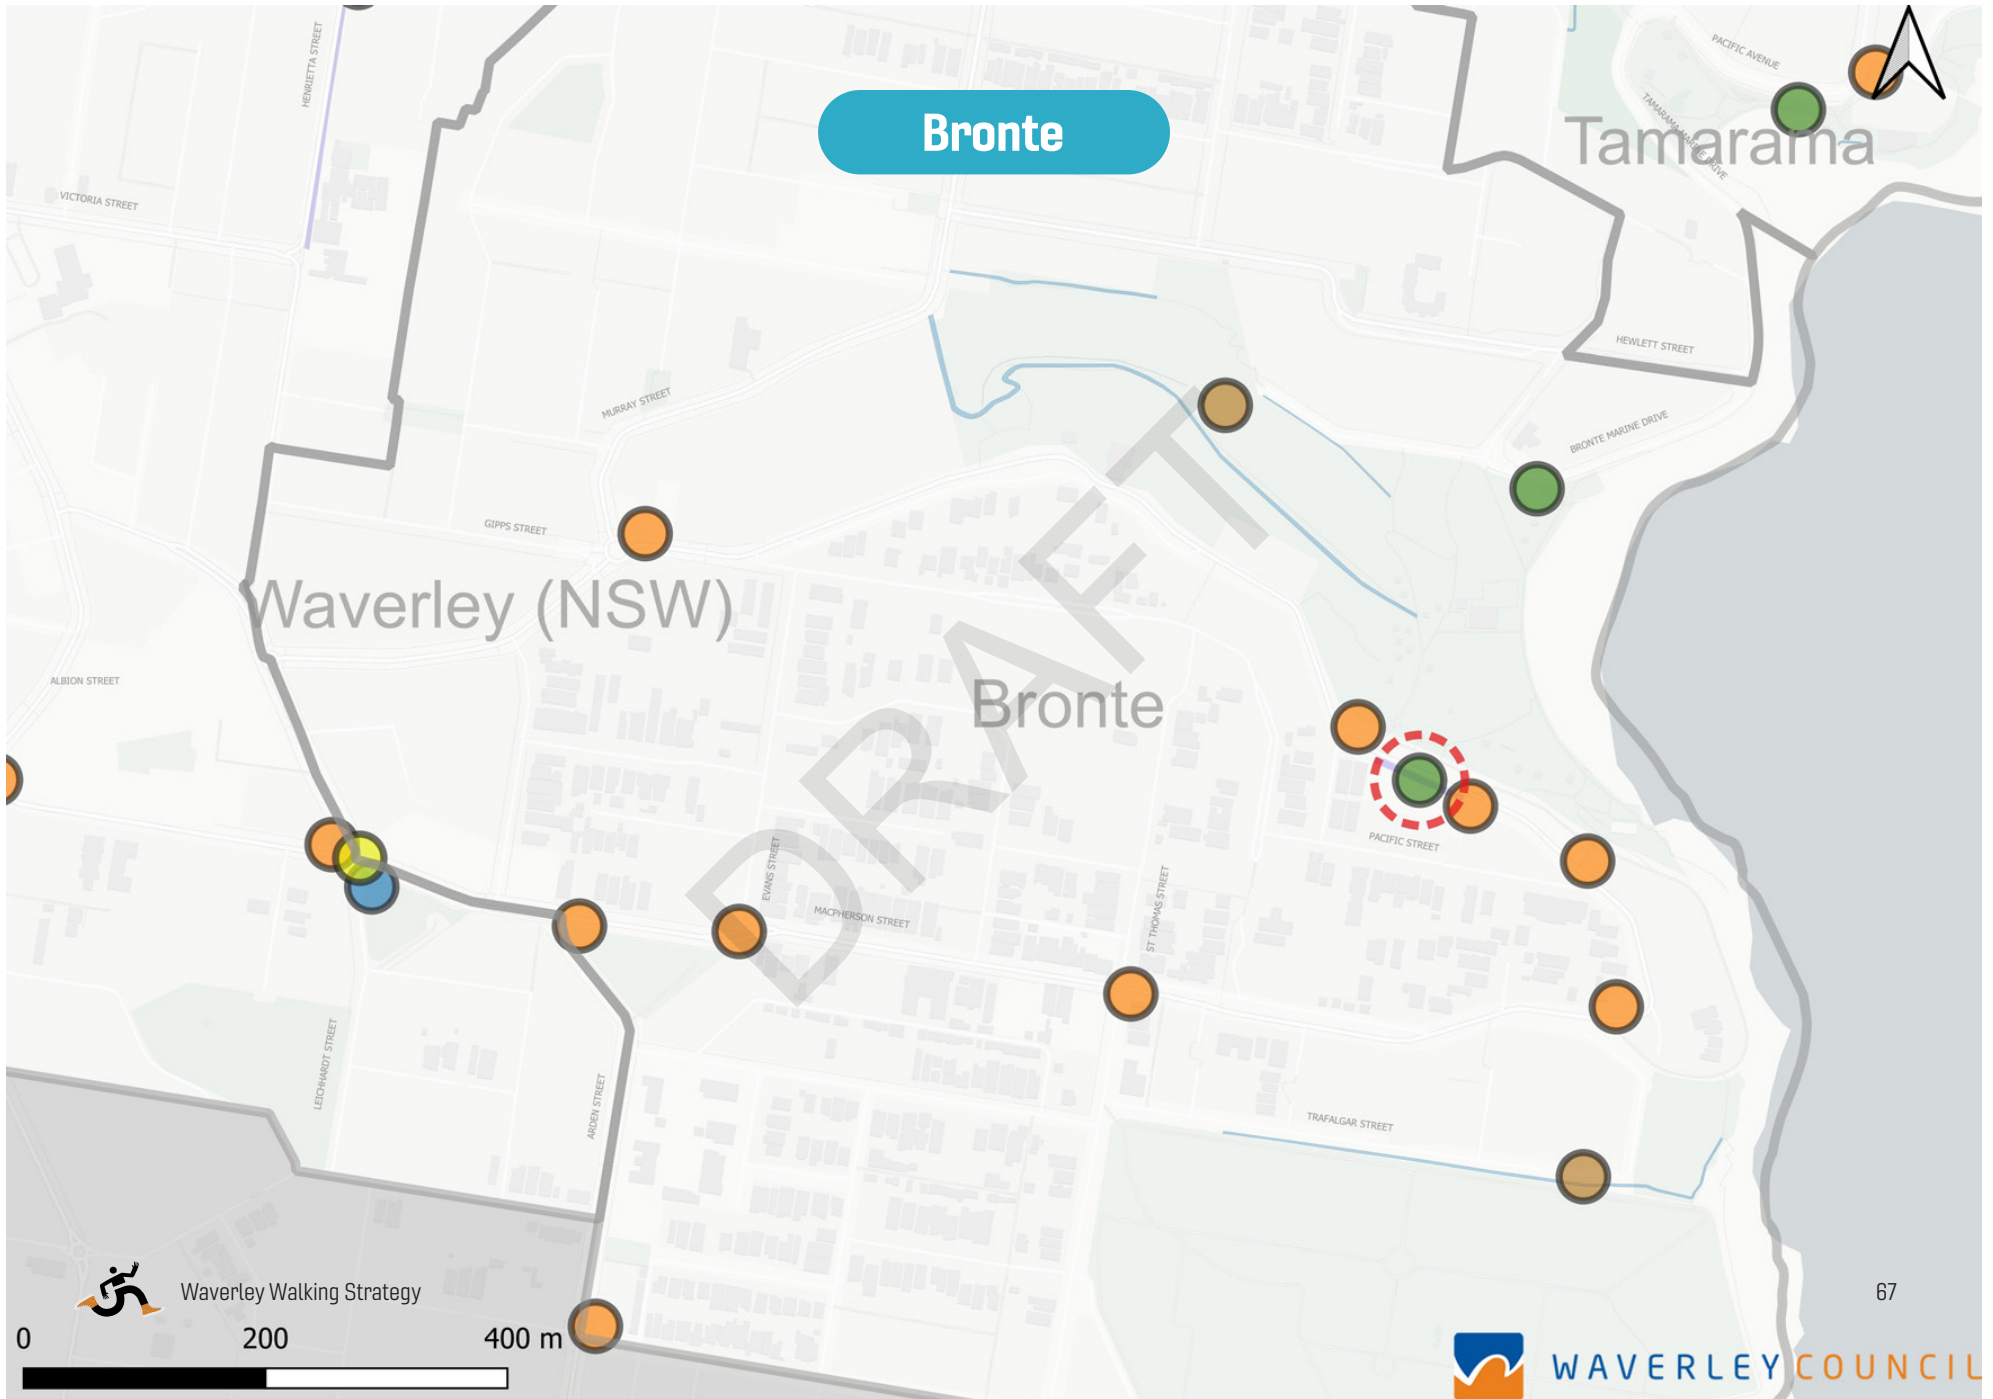 Bronte
HENRIETTA STREET
PACIFIC AVENUE
TAMARAMA MARINE DRIVE
Tamarama
VICTORIA STREET
HEWLETT STREET
MURRAY STREET
BRONTE MARINE DRIVE
GIPPS STREET
Waverley (NSW)
ALBION STREET
Bronte
DRAFT
PACIFIC STREET
EVANS STREET
MACPHERSON STREET
ST THOMAS STREET
LEICHHARDT STREET
ARDEN STREET
TRAFALGAR STREET
Waverley Walking Strategy
67
0 200 400 m
WAVERLEY COUNCIL